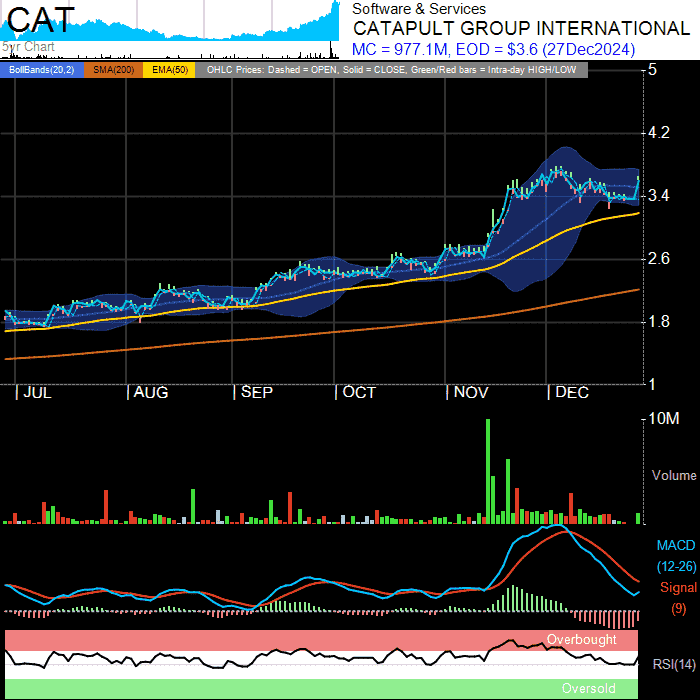 CAT
5yr Chart
Software & Services
CATAPULT GROUP INTERNATIONAL
MC = 977.1M, EOD = $3.6 (27Dec2024)
BollBands(20,2) SMA(200) EMA(50) OHLC Prices: Dashed = OPEN, Solid = CLOSE, Green/Red bars = Intra-day HIGH/LOW
5
4.2
3.4
2.6
1.8
1
JUL AUG SEP OCT NOV DEC
10M
Volume
MACD
(12-26)
Signal
(9)
Overbought
RSI(14)
Oversold